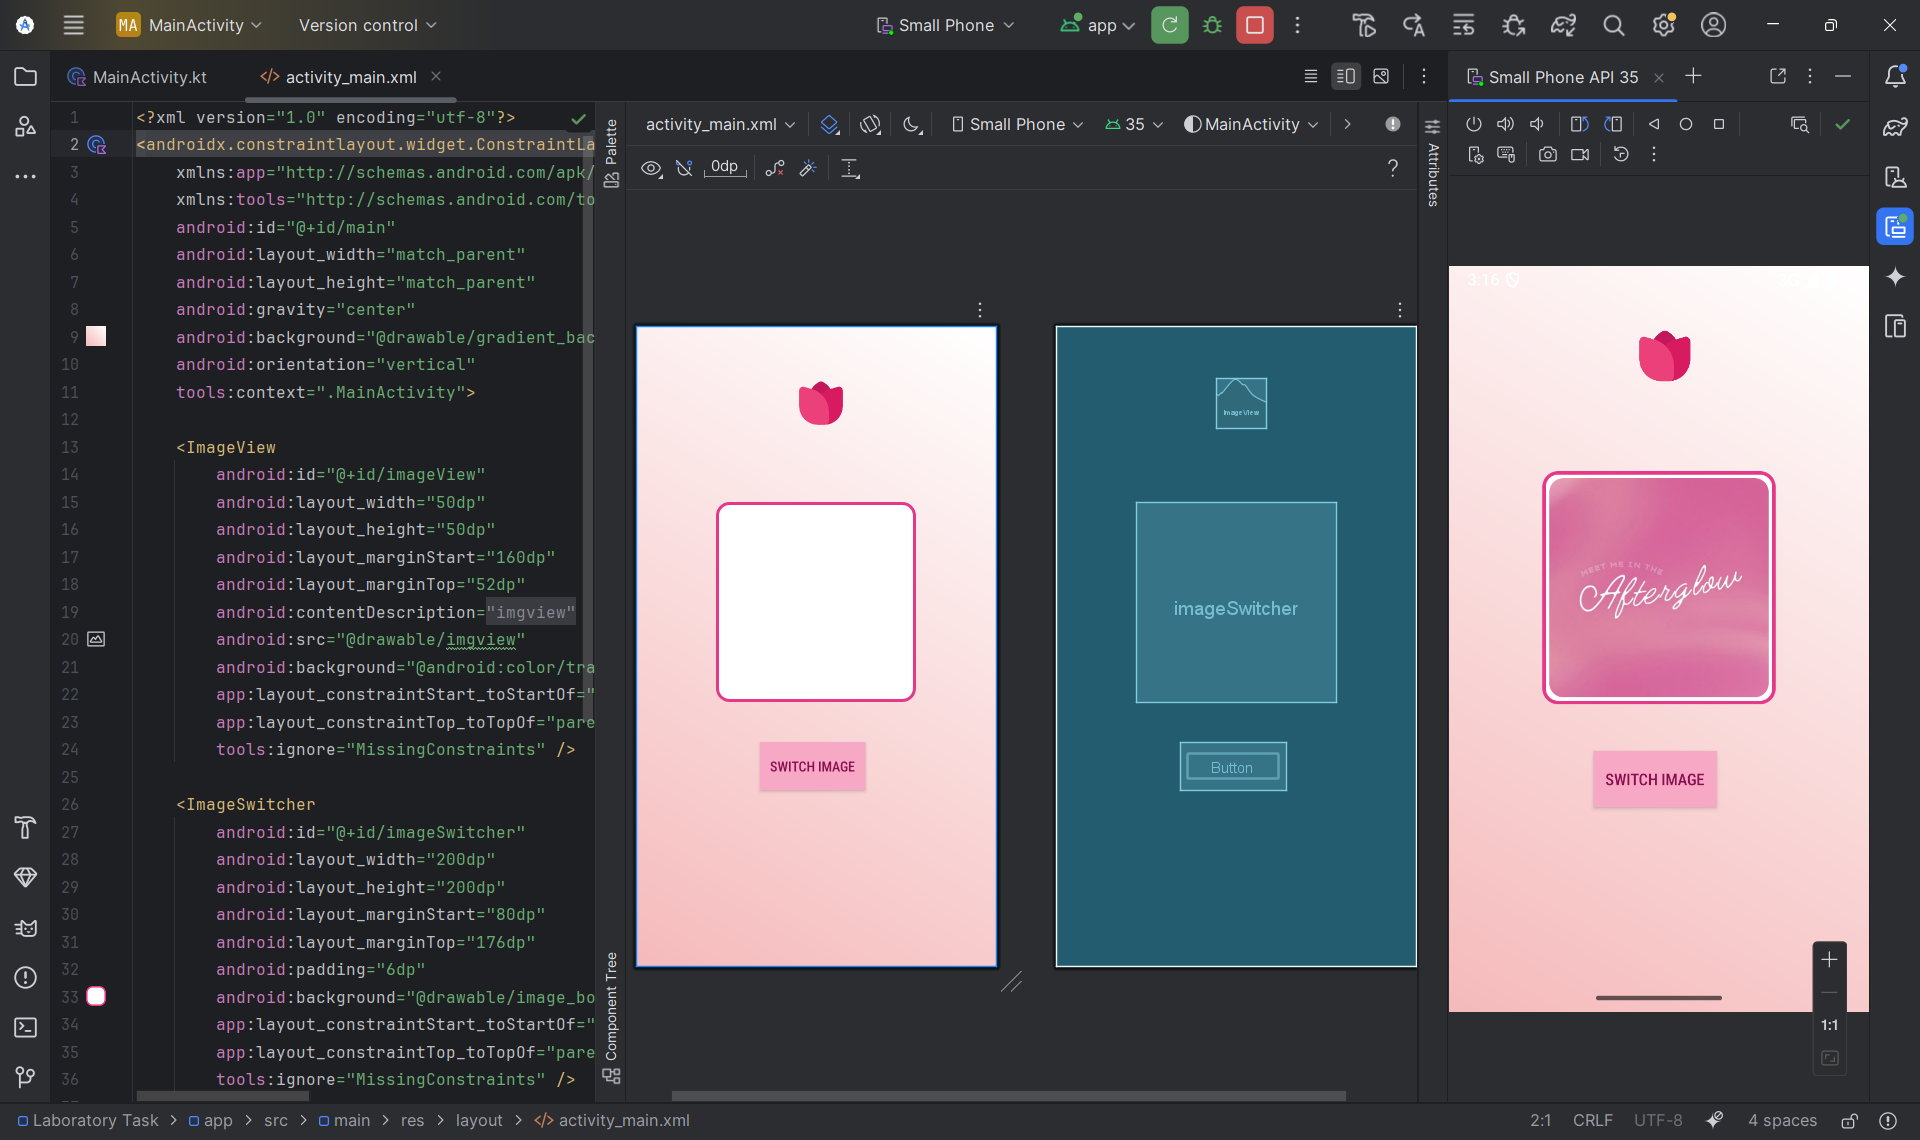 MA MainActivity Version control Small Phone app
MainActivity.kt activity_main.xml Small Phone API 35
1 <?xml version="1.0" encoding="utf-8"?>
2 <androidx.constraintlayout.widget.ConstraintLa
3 xmlns:app="http://schemas.android.com/apk/
4 xmlns:tools="http://schemas.android.com/to
5 android:id="@+id/main"
6 android:layout_width="match_parent"
7 android:layout_height="match_parent"
8 android:gravity="center"
9 android:background="@drawable/gradient_bac
10 android:orientation="vertical"
11 tools:context=".MainActivity">
12
13 <ImageView
14 android:id="@+id/imageView"
15 android:layout_width="50dp"
16 android:layout_height="50dp"
17 android:layout_marginStart="160dp"
18 android:layout_marginTop="52dp"
19 android:contentDescription="imgview"
20 android:src="@drawable/imgview"
21 android:background="@android:color/tra
22 app:layout_constraintStart_toStartOf="
23 app:layout_constraintTop_toTopOf="pare
24 tools:ignore="MissingConstraints" />
25
26 <ImageSwitcher
27 android:id="@+id/imageSwitcher"
28 android:layout_width="200dp"
29 android:layout_height="200dp"
30 android:layout_marginStart="80dp"
31 android:layout_marginTop="176dp"
32 android:padding="6dp"
33 android:background="@drawable/image_bo
34 app:layout_constraintStart_toStartOf="
35 app:layout_constraintTop_toTopOf="pare
36 tools:ignore="MissingConstraints" />
Palette
Component Tree
activity_main.xml Small Phone 35 MainActivity
0dp ?
Attributes
SWITCH IMAGE
ImageView
imageSwitcher
Button
3:16
MEET ME IN THE
Afterglow
SWITCH IMAGE
1:1
Laboratory Task > app > src > main > res > layout > activity_main.xml
2:1 CRLF UTF-8 4 spaces